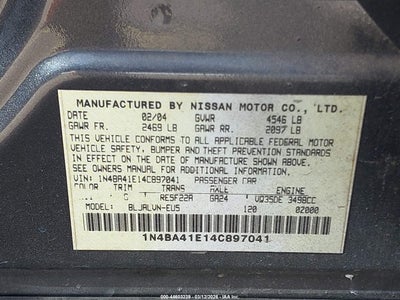 MANUFACTURED BY NISSAN MOTOR CO., LTD.
DATE 02/04 GVWR 4546 LB
GAWR FR. 2469 LB GAWR RR. 2097 LB
THIS VEHICLE CONFORMS TO ALL APPLICABLE FEDERAL MOTOR
VEHICLE SAFETY, BUMPER AND THEFT PREVENTION STANDARDS
IN EFFECT ON THE DATE OF MANUFACTURE SHOWN ABOVE.
SEE OWNERS MANUAL FOR ADDITIONAL INFORMATION.
1N4BA41E14C897041 PASSENGER CAR
COLOR TRIM TRANS AXLE ENGINE
C RE5F22A GA24 VQ35DE 3498CC
MODEL BLJALVN-EUS 120 02000
1N4BA41E14C897041